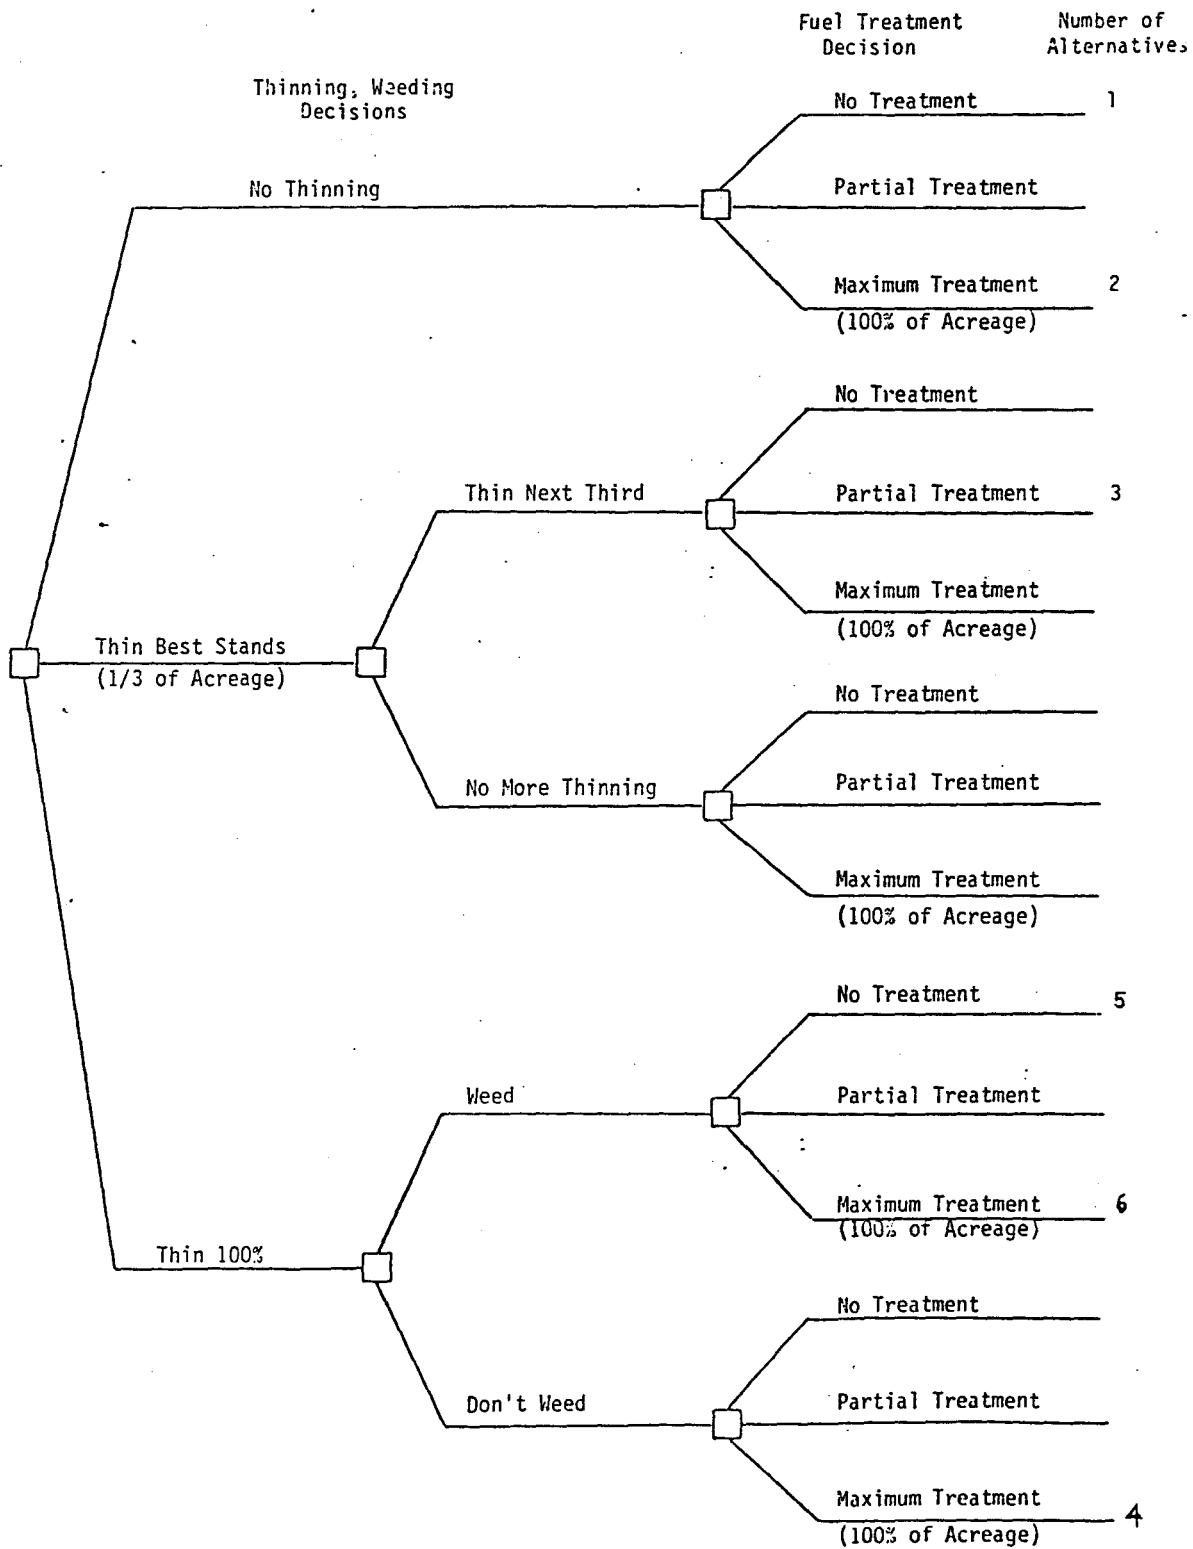 Fuel Treatment
Decision
Number of
Alternatives
Thinning, Weeding
Decisions
No Treatment 1
No Thinning
Partial Treatment
Maximum Treatment 2
(100% of Acreage)
No Treatment
Thin Next Third
Partial Treatment 3
Maximum Treatment
(100% of Acreage)
Thin Best Stands
(1/3 of Acreage)
No Treatment
No More Thinning
Partial Treatment
Maximum Treatment
(100% of Acreage)
No Treatment 5
Weed
Partial Treatment
Maximum Treatment 6
(100% of Acreage)
Thin 100%
No Treatment
Don't Weed
Partial Treatment
Maximum Treatment
(100% of Acreage) 4